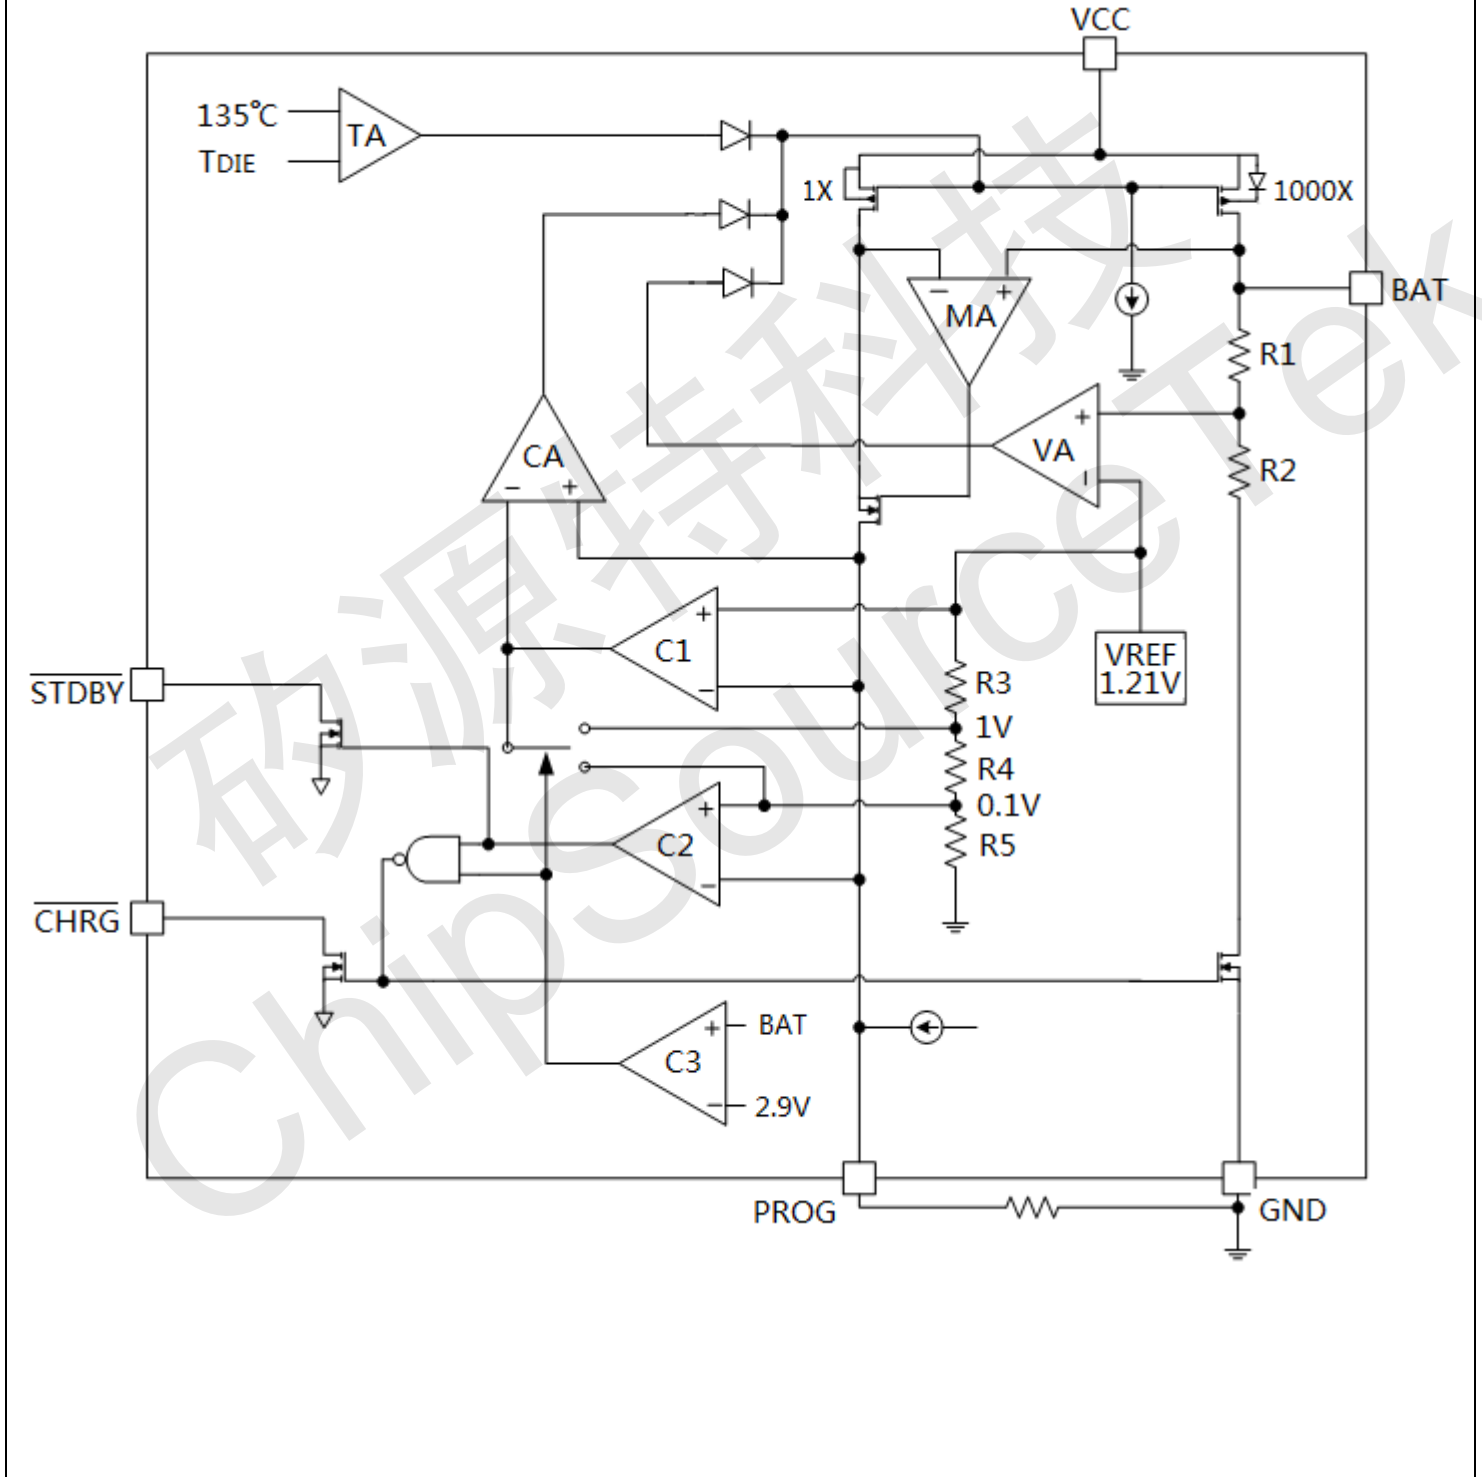 VCC
135℃
TA
TDIE
1X
1000X
- +
MA
BAT
R1
+
VA
-
CA
- +
R2
+
C1
-
VREF
1.21V
STDBY
R3
1V
R4
+
0.1V
C2
R5
-
CHRG
+ BAT
C3
- 2.9V
PROG
GND
矽源特科技
ChipSourceTek